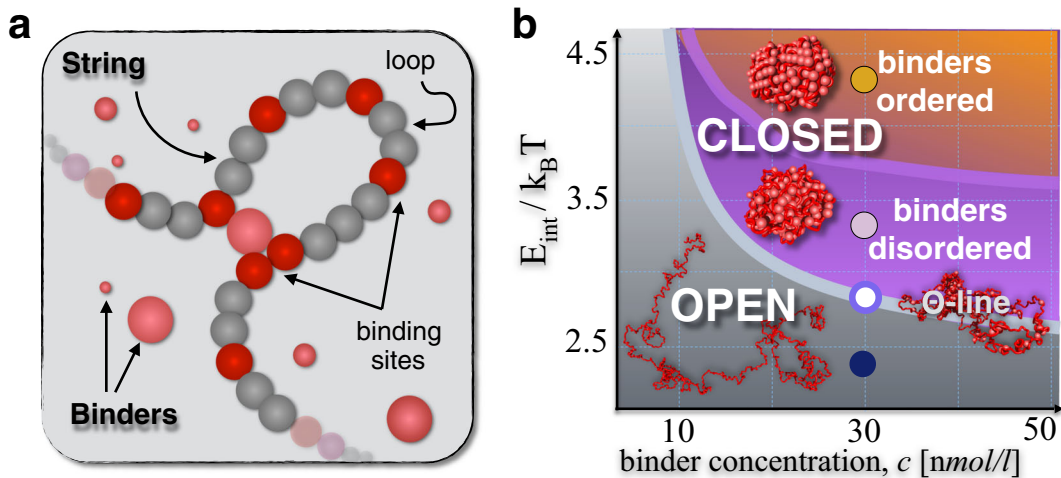 a
String
loop
binding
sites
Binders
b
E_int / k_B T
4.5
3.5
2.5
binders
ordered
CLOSED
binders
disordered
OPEN
Θ-line
10
30
50
binder concentration, c [nmol/l]